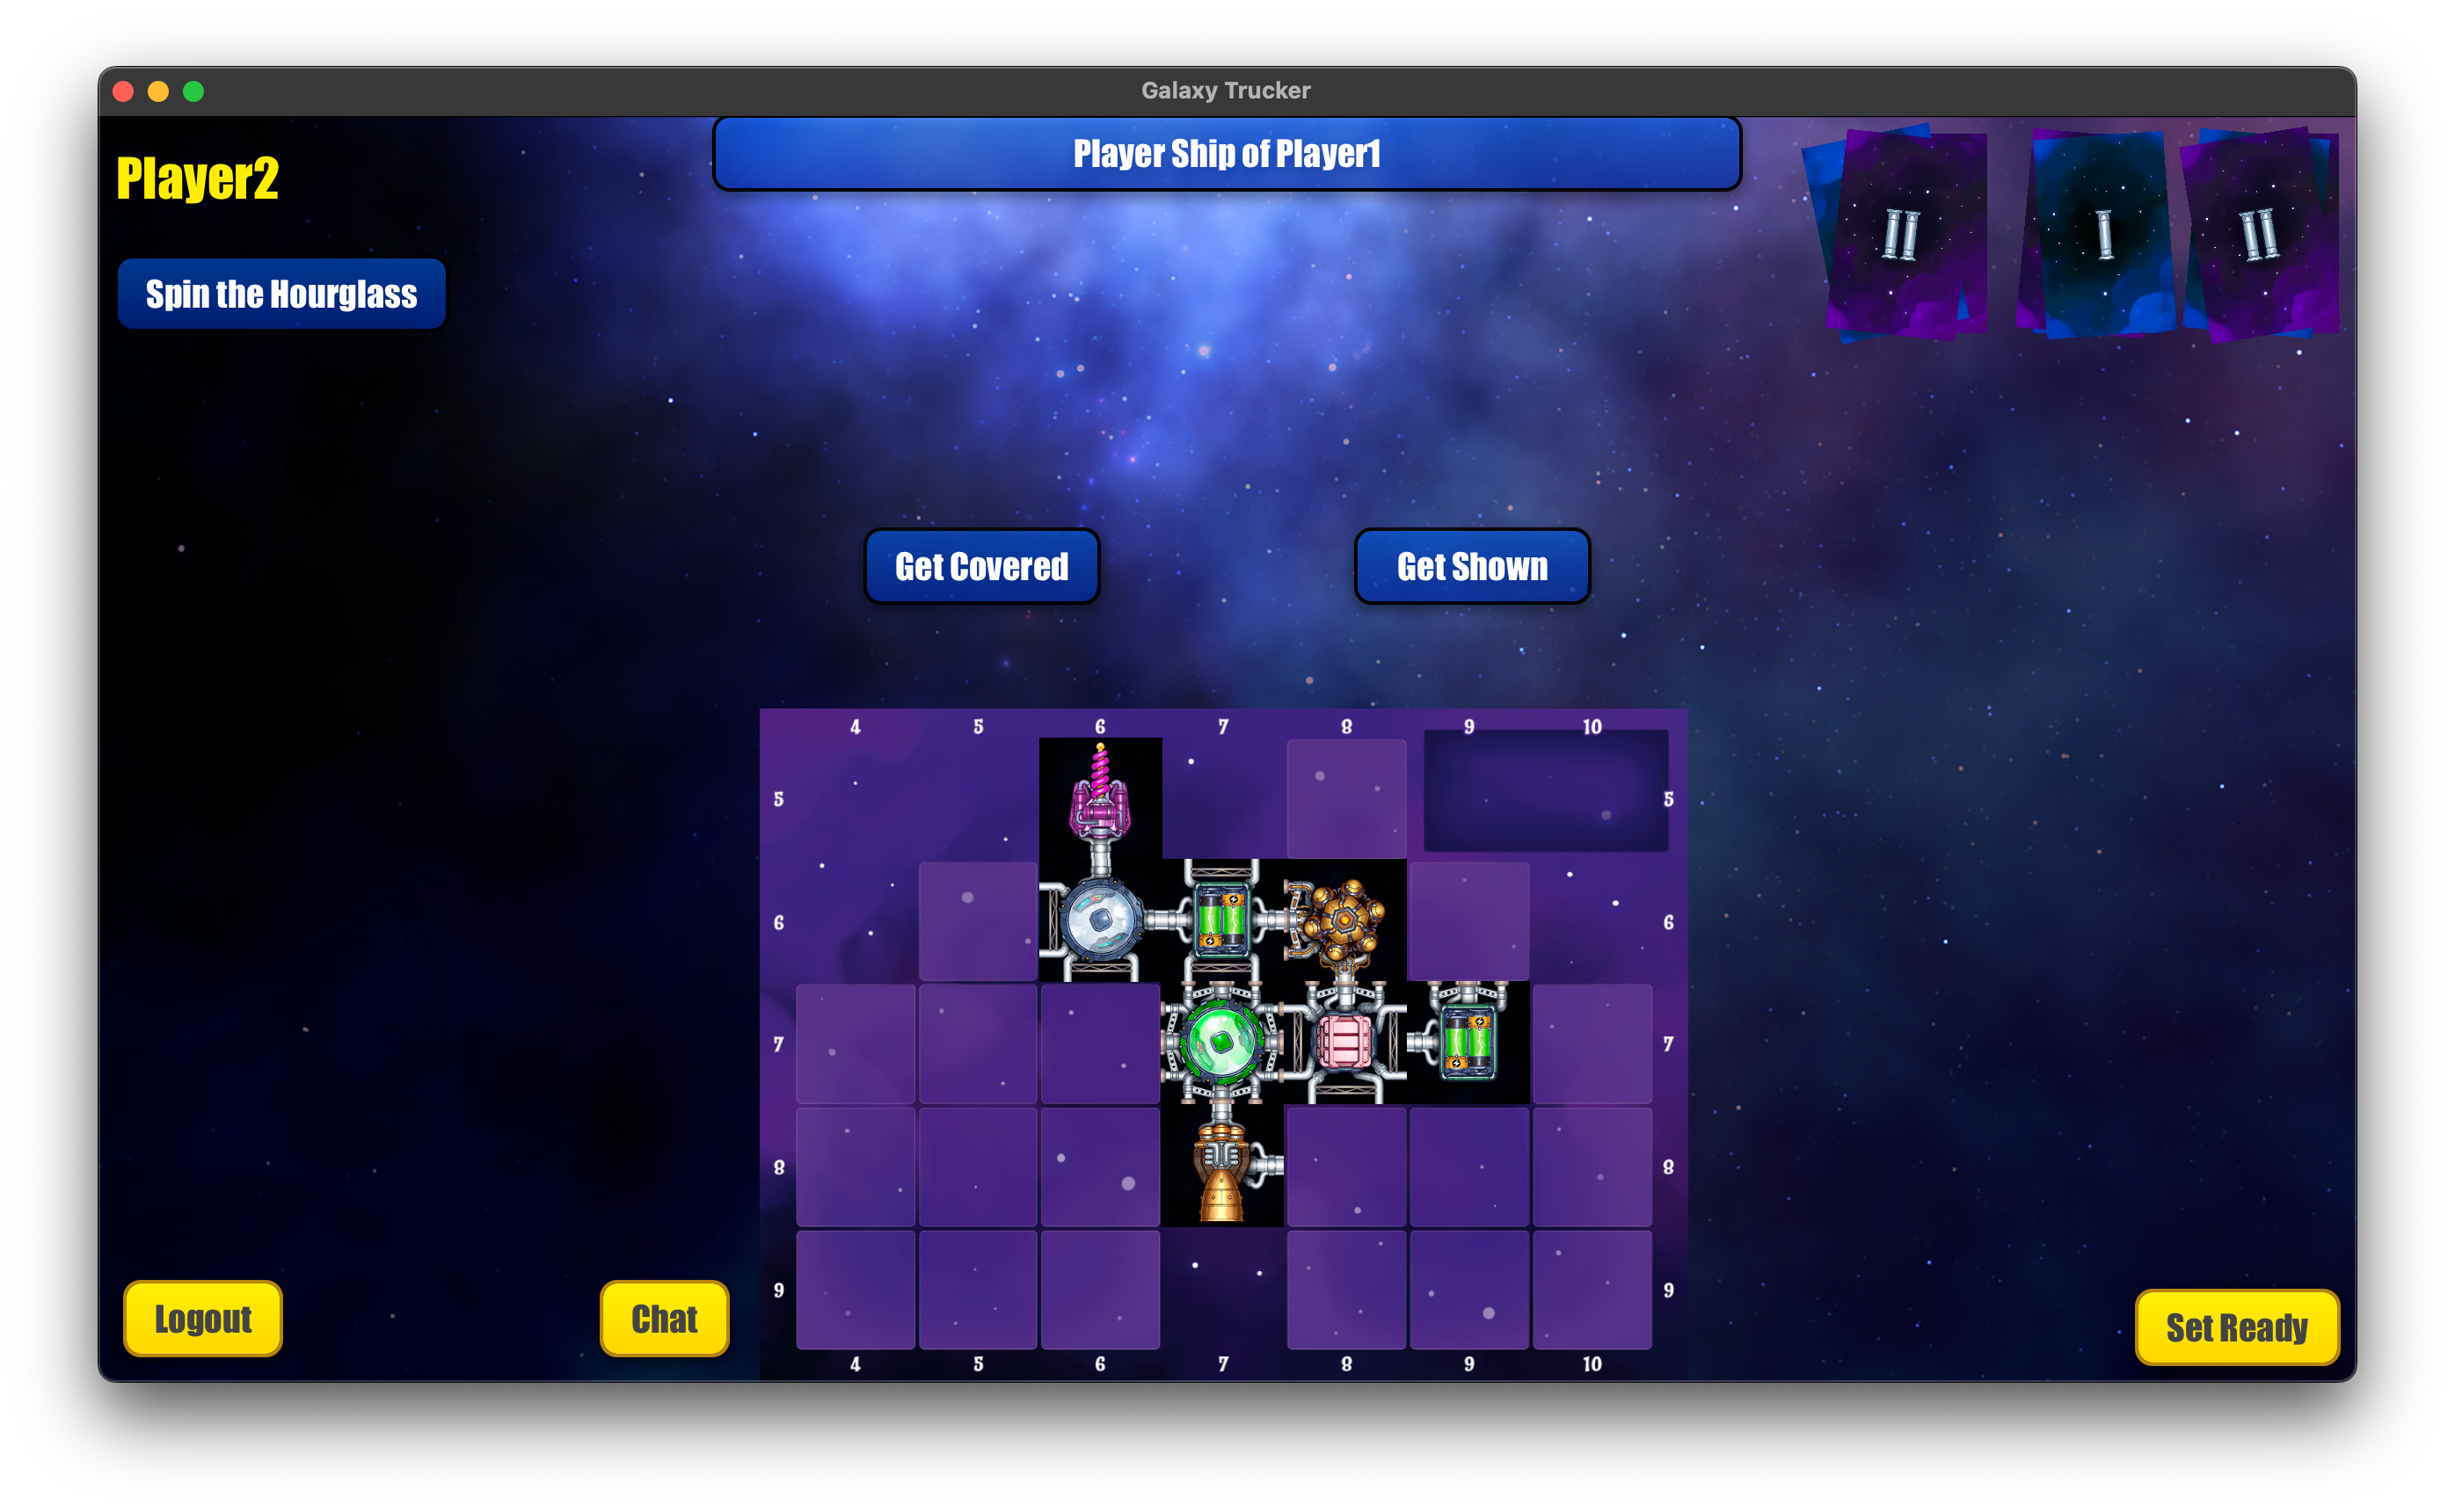 Galaxy Trucker
Player Ship of Player1
Player2
II I II
Spin the Hourglass
Get Covered Get Shown
4 5 6 7 8 9 10
5 5
6 6
7 7
8 8
9 9
4 5 6 7 8 9 10
Logout Chat Set Ready